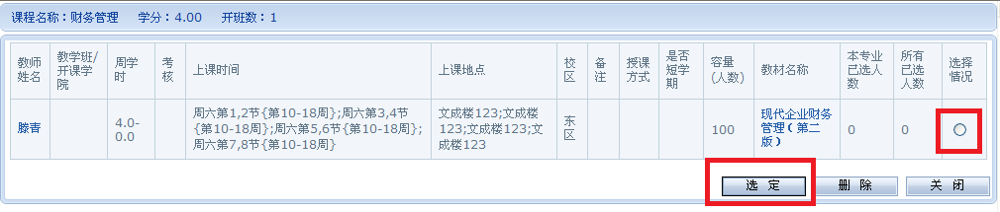 课程名称：财务管理 学分：4.00 开班数：1
教师姓名 教学班/开课学院 周学时 考核 上课时间 上课地点 校区 备注 授课方式 是否短学期 容量(人数) 教材名称 本专业已选人数 所有已选人数 选择情况
滕青 4.0-0.0 周六第1,2节{第10-18周};周六第3,4节{第10-18周};周六第5,6节{第10-18周};周六第7,8节{第10-18周} 文成楼123;文成楼123;文成楼123;文成楼123 东区 100 现代企业财务管理（第二版） 0 0
选 定 删 除 关 闭